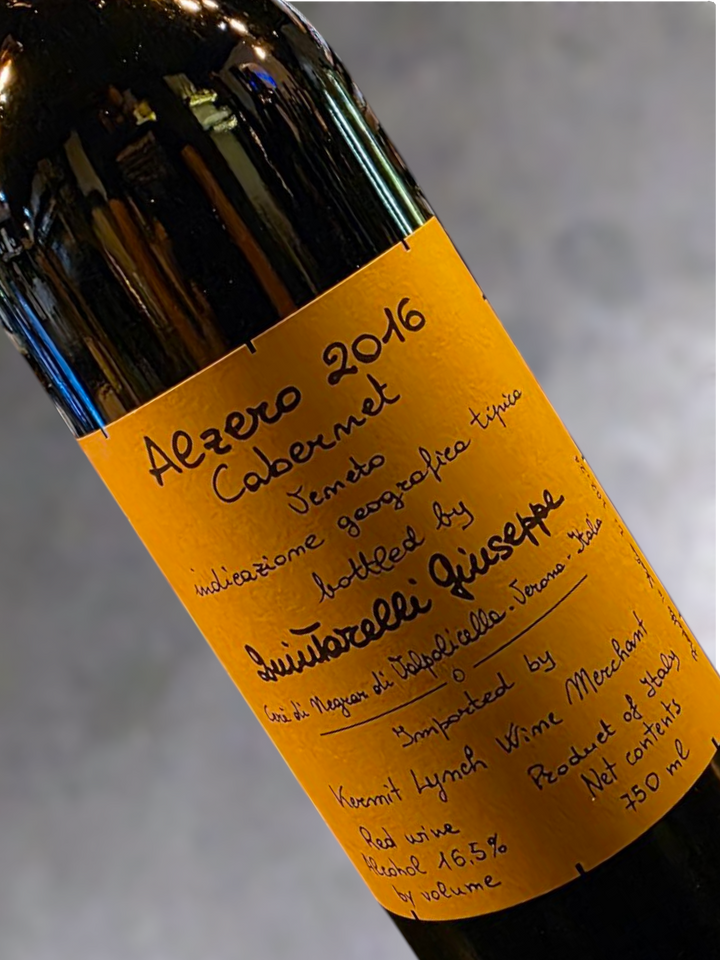 Alzero 2016
Cabernet
Veneto
indicazione geografica tipica
bottled by
Quintarelli Giuseppe
Cerè di Negrar di Valpolicella - Verona - Italia
Imported by
Kermit Lynch Wine Merchant
Red wine
Alcohol 16,5%
by volume
Product of Italy
Net contents
750 ml